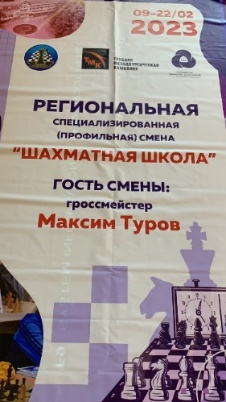 09-22/02
2023
РЕГИОНАЛЬНАЯ
СПЕЦИАЛИЗИРОВАННАЯ
(ПРОФИЛЬНАЯ) СМЕНА
"ШАХМАТНАЯ ШКОЛА"
ГОСТЬ СМЕНЫ:
гроссмейстер
Максим Туров